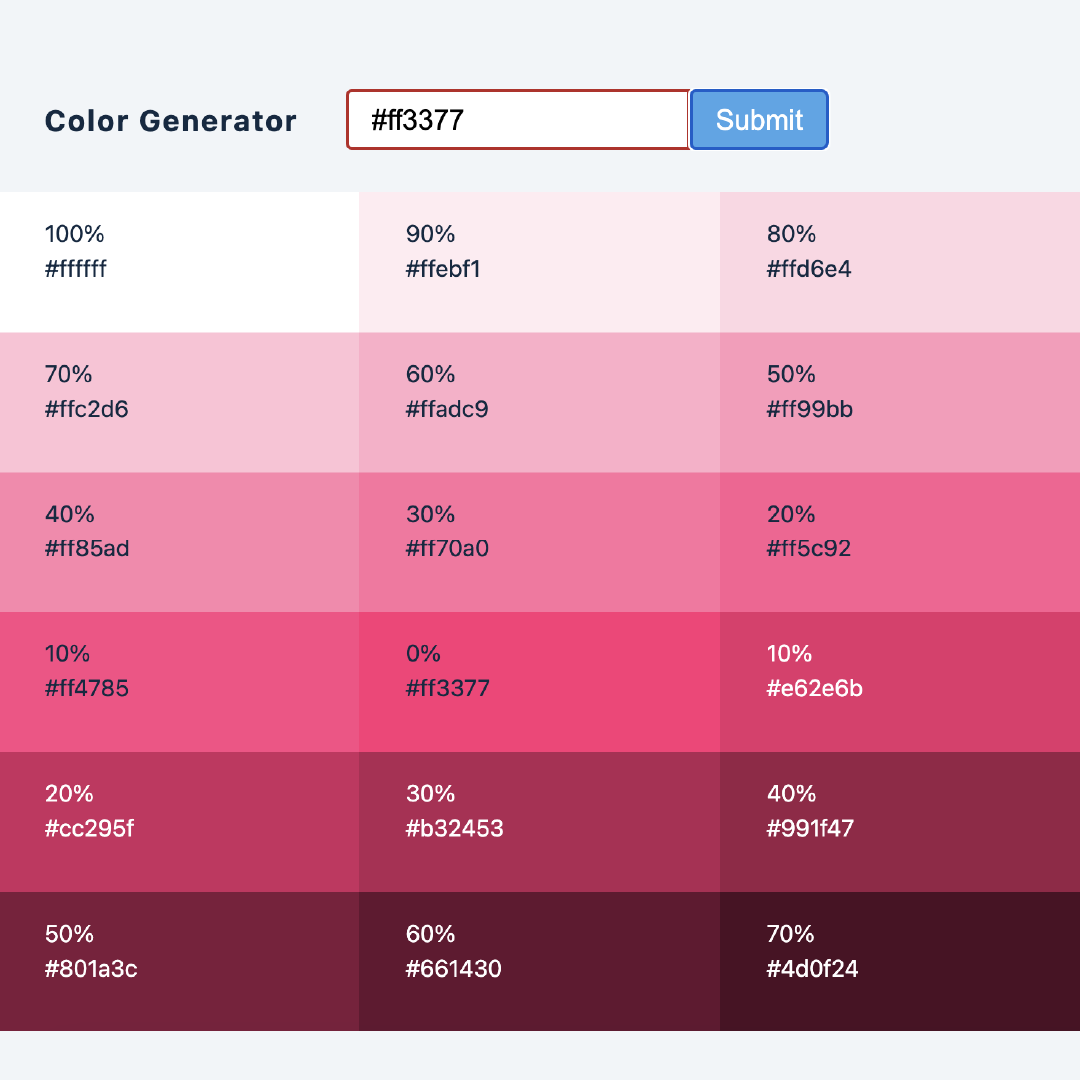 Color Generator
#ff3377
Submit
100%
#ffffff
90%
#ffebf1
80%
#ffd6e4
70%
#ffc2d6
60%
#ffadc9
50%
#ff99bb
40%
#ff85ad
30%
#ff70a0
20%
#ff5c92
10%
#ff4785
0%
#ff3377
10%
#e62e6b
20%
#cc295f
30%
#b32453
40%
#991f47
50%
#801a3c
60%
#661430
70%
#4d0f24